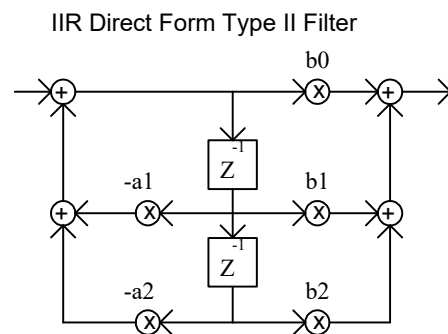 IIR Direct Form Type II Filter
b0
+ X +
Z-1
-a1 b1
+ X X +
Z-1
-a2 b2
X X